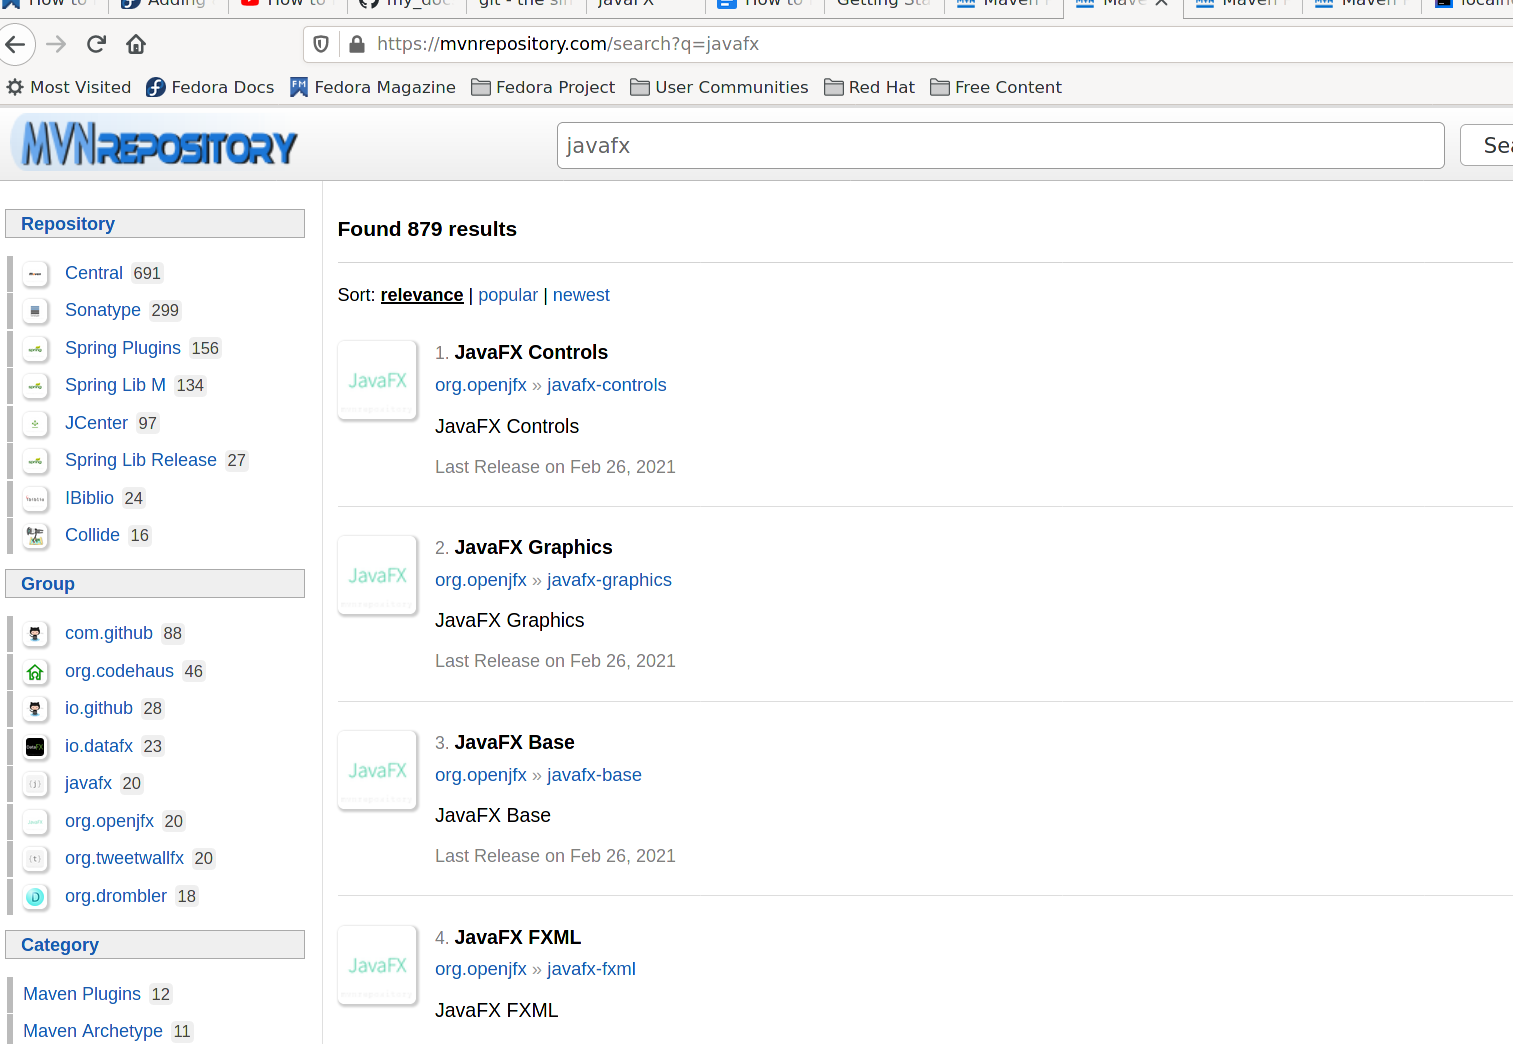 How to
Adding
How to
my_doc
git - the sim
javaFX
How to
Getting Sta
Maven
Mave
Maven
Maven
localh
https://mvnrepository.com/search?q=javafx
Most Visited
Fedora Docs
Fedora Magazine
Fedora Project
User Communities
Red Hat
Free Content
MVNREPOSITORY
javafx
Sea
Repository
Central 691
Sonatype 299
Spring Plugins 156
Spring Lib M 134
JCenter 97
Spring Lib Release 27
IBiblio 24
Collide 16
Group
com.github 88
org.codehaus 46
io.github 28
io.datafx 23
javafx 20
org.openjfx 20
org.tweetwallfx 20
org.drombler 18
Category
Maven Plugins 12
Maven Archetype 11
Found 879 results
Sort: relevance | popular | newest
JavaFX
1. JavaFX Controls
org.openjfx » javafx-controls
JavaFX Controls
Last Release on Feb 26, 2021
JavaFX
2. JavaFX Graphics
org.openjfx » javafx-graphics
JavaFX Graphics
Last Release on Feb 26, 2021
JavaFX
3. JavaFX Base
org.openjfx » javafx-base
JavaFX Base
Last Release on Feb 26, 2021
JavaFX
4. JavaFX FXML
org.openjfx » javafx-fxml
JavaFX FXML